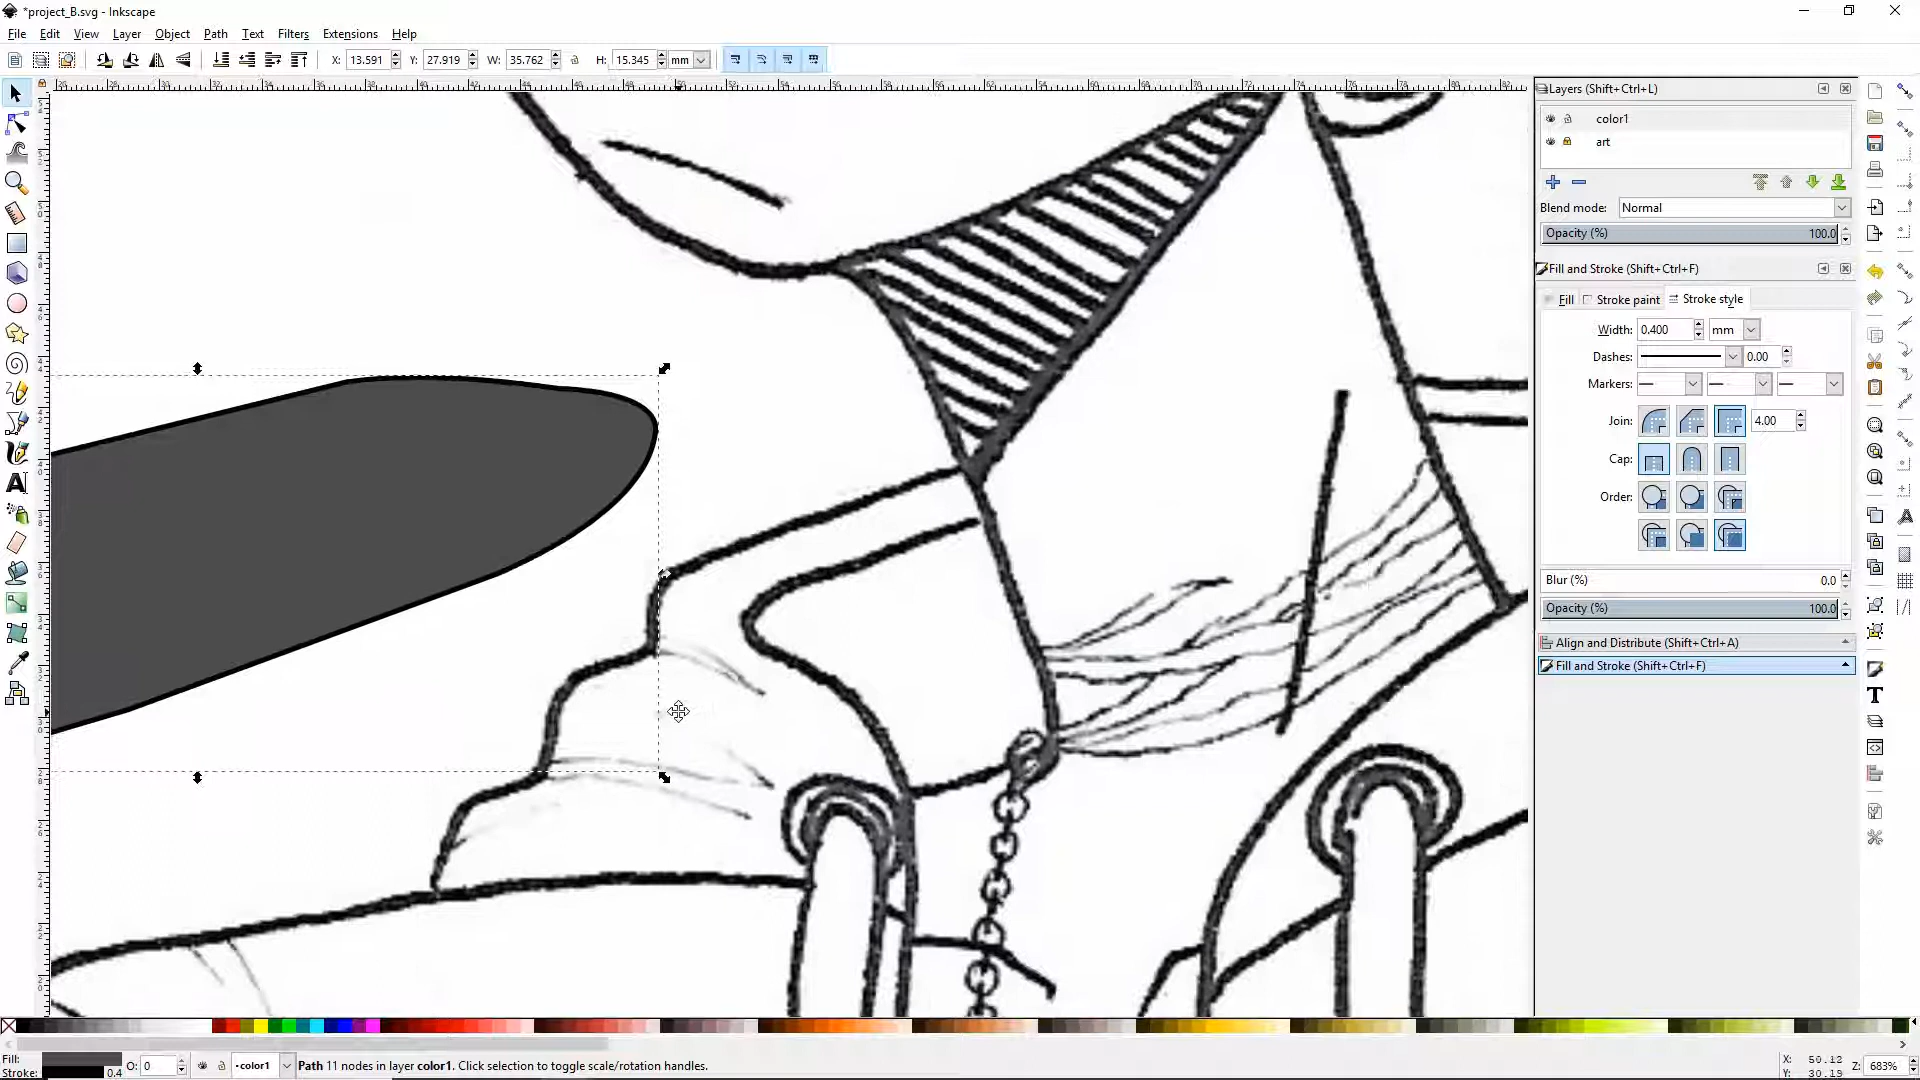 *project_B.svg - Inkscape
File Edit View Layer Object Path Text Filters Extensions Help
X: 13.591 Y: 27.919 W: 35.762 H: 15.345 mm
Layers (Shift+Ctrl+L)
color1
art
Blend mode: Normal
Opacity (%) 100.0
Fill and Stroke (Shift+Ctrl+F)
Fill Stroke paint Stroke style
Width: 0.400 mm
Dashes: 0.00
Markers:
Join: 4.00
Cap:
Order:
Blur (%) 0.0
Opacity (%) 100.0
Align and Distribute (Shift+Ctrl+A)
Fill and Stroke (Shift+Ctrl+F)
Fill:
Stroke: 0.4
O: 0
•color1
Path 11 nodes in layer color1. Click selection to toggle scale/rotation handles.
X: 50.12
Y: 30.19
Z: 683%